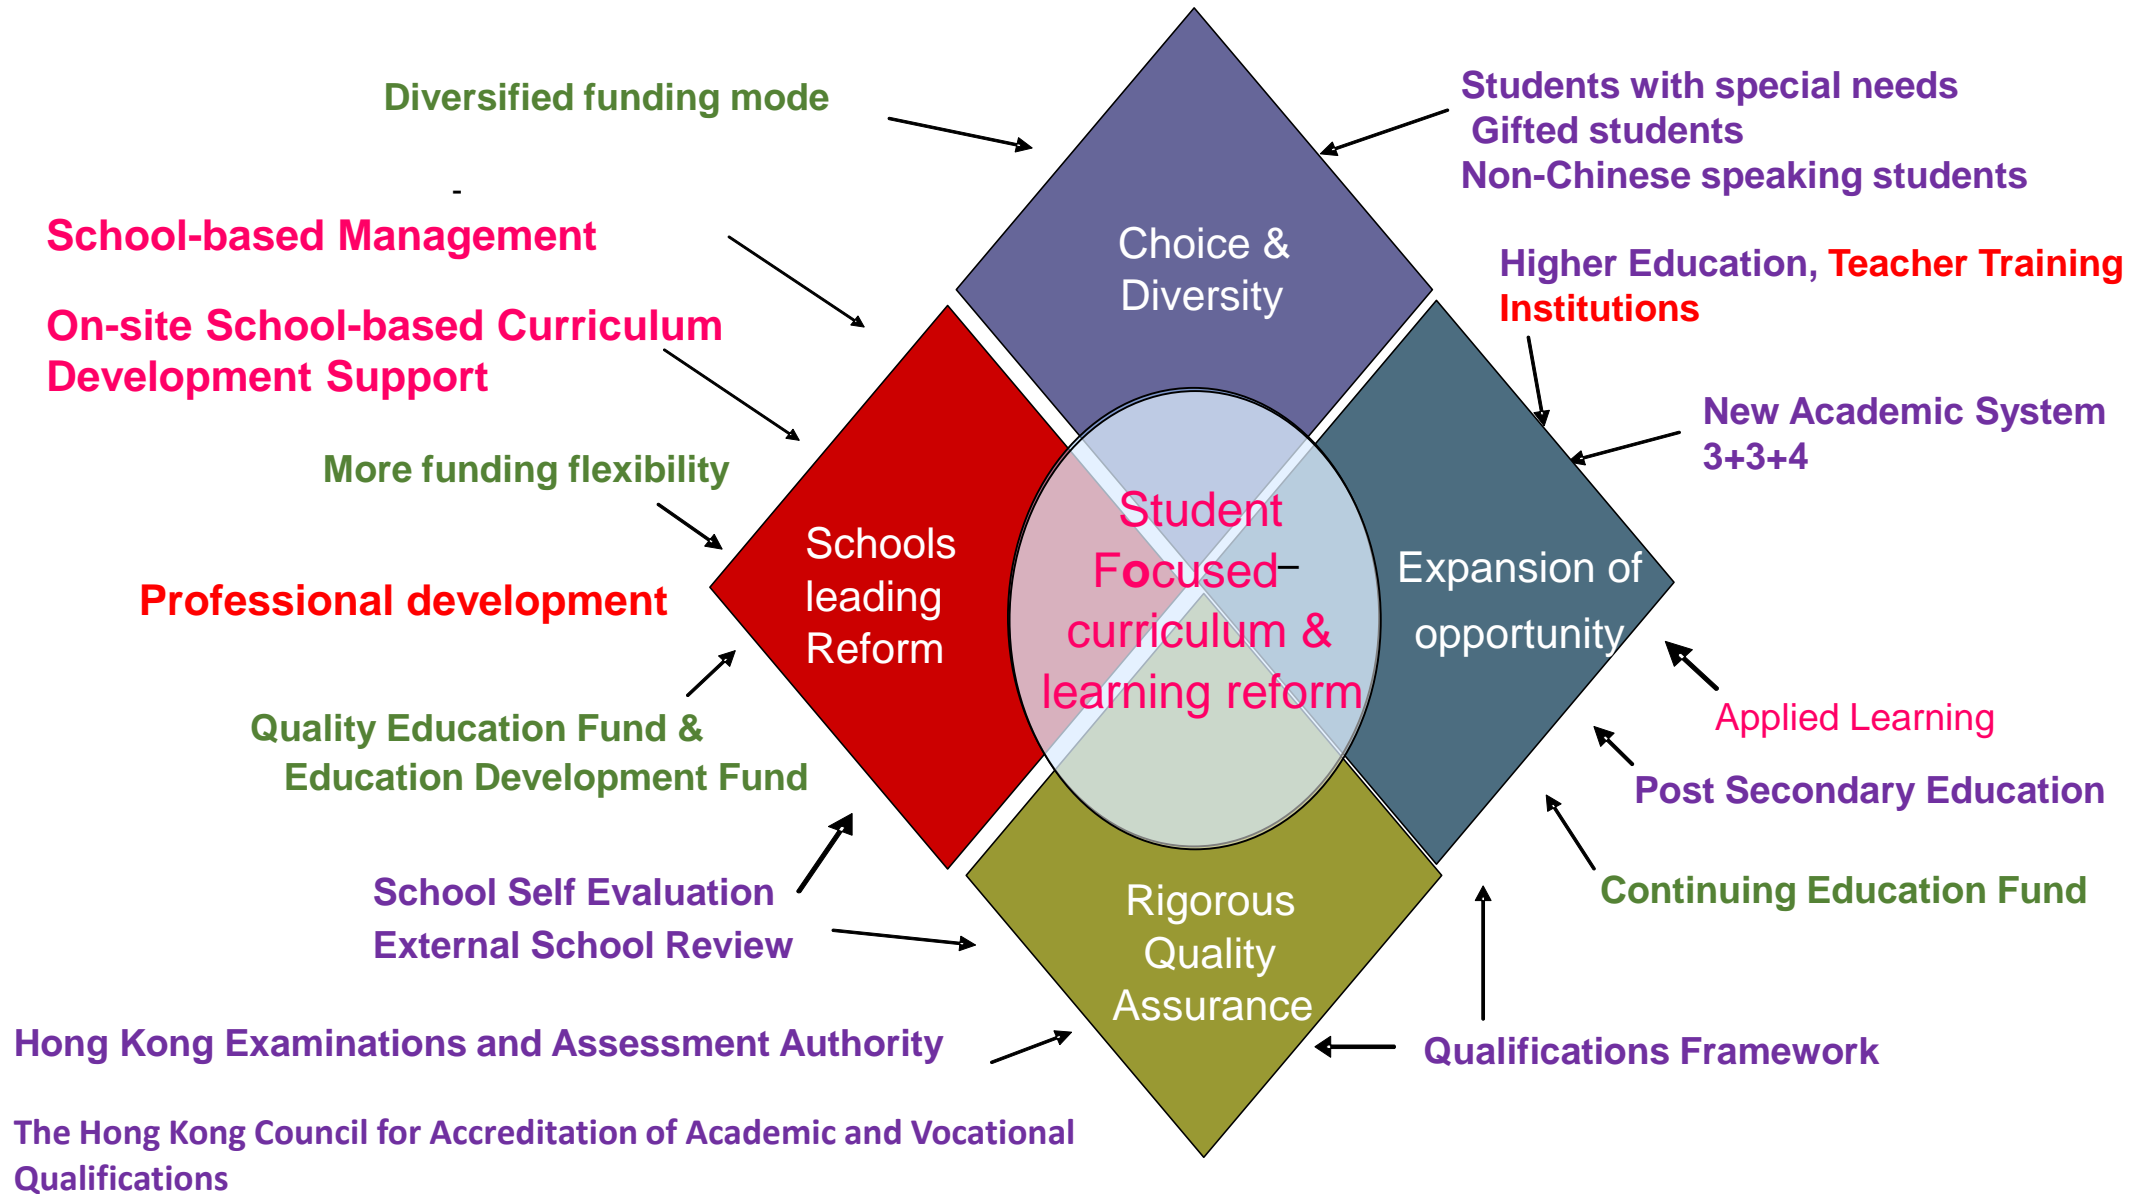 Diversified funding mode
-
School-based Management
On-site School-based Curriculum
Development Support
More funding flexibility
Professional development
Quality Education Fund &
Education Development Fund
School Self Evaluation
External School Review
Hong Kong Examinations and Assessment Authority
The Hong Kong Council for Accreditation of Academic and Vocational
Qualifications
Choice &
Diversity
Schools
leading
Reform
Student
Focused–
curriculum &
learning reform
Expansion of
opportunity
Rigorous
Quality
Assurance
Students with special needs
Gifted students
Non-Chinese speaking students
Higher Education, Teacher Training
Institutions
New Academic System
3+3+4
Applied Learning
Post Secondary Education
Continuing Education Fund
Qualifications Framework